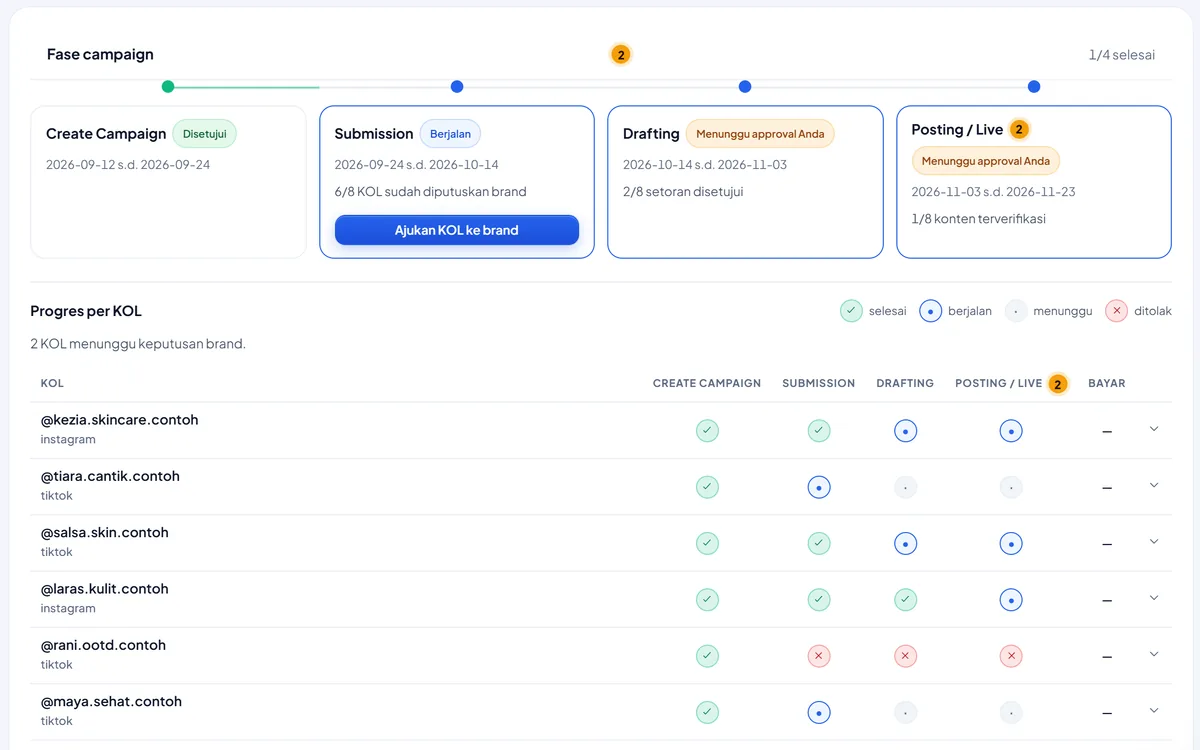 Fase campaign 2 1/4 selesai
Create Campaign Disetujui
2026-09-12 s.d. 2026-09-24
Submission Berjalan
2026-09-24 s.d. 2026-10-14
6/8 KOL sudah diputuskan brand
Ajukan KOL ke brand
Drafting Menunggu approval Anda
2026-10-14 s.d. 2026-11-03
2/8 setoran disetujui
Posting / Live 2
Menunggu approval Anda
2026-11-03 s.d. 2026-11-23
1/8 konten terverifikasi
Progres per KOL selesai berjalan menunggu ditolak
2 KOL menunggu keputusan brand.
KOL CREATE CAMPAIGN SUBMISSION DRAFTING POSTING / LIVE 2 BAYAR
@kezia.skincare.contoh
instagram
—
@tiara.cantik.contoh
tiktok
—
@salsa.skin.contoh
tiktok
—
@laras.kulit.contoh
instagram
—
@rani.ootd.contoh
tiktok
—
@maya.sehat.contoh
tiktok
—